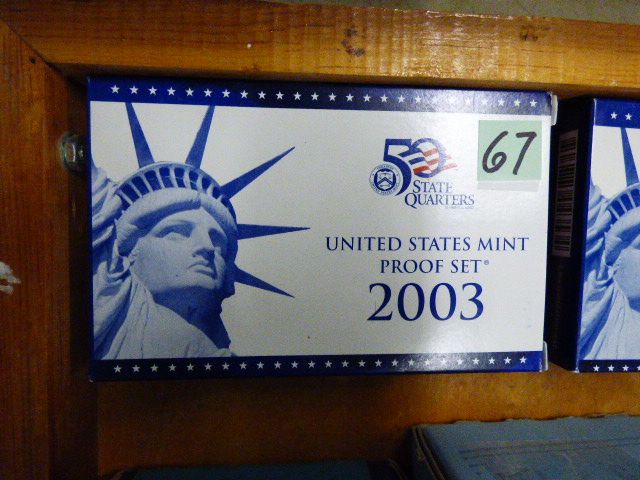 67
50
STATE
QUARTERS
UNITED STATES MINT
PROOF SET®
2003